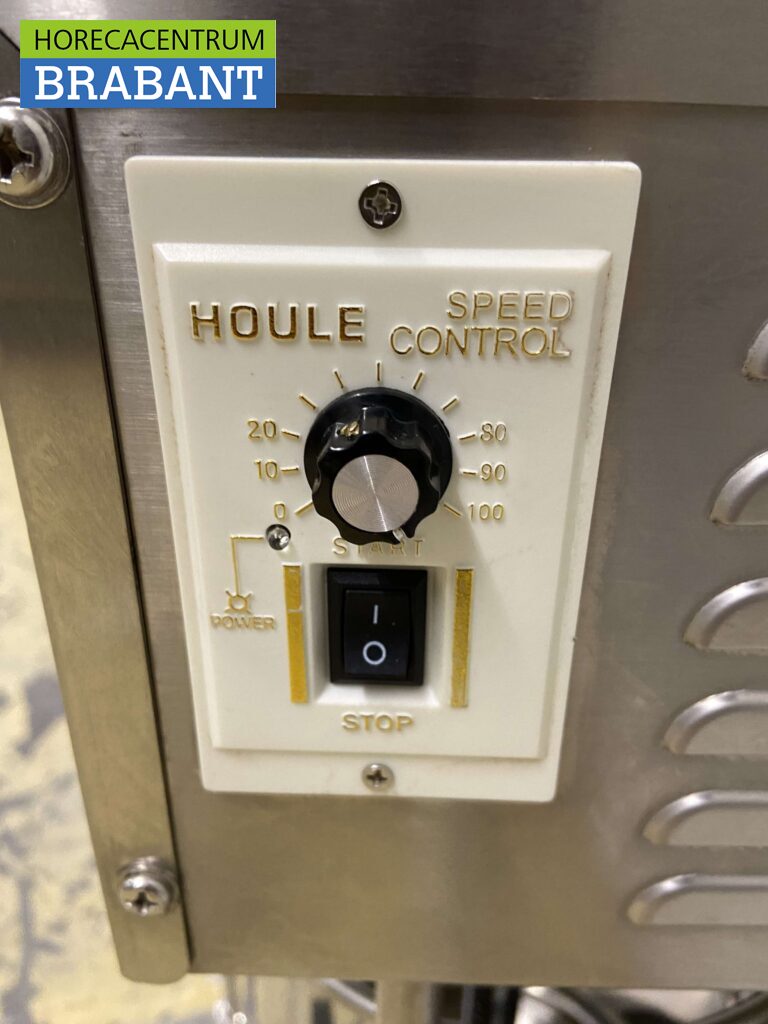 HORECACENTRUM
BRABANT
HOULE
SPEED
CONTROL
20
10
0
80
90
100
START
POWER
I
O
STOP